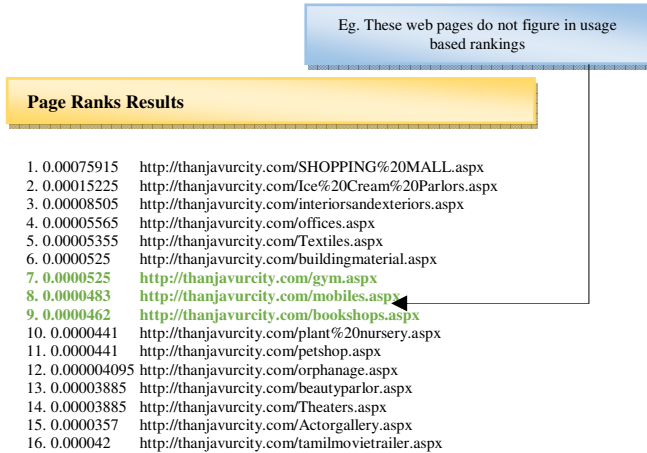 Eg. These web pages do not figure in usage
based rankings
Page Ranks Results
1. 0.00075915 http://thanjavurcity.com/SHOPPING%20MALL.aspx
2. 0.00015225 http://thanjavurcity.com/Ice%20Cream%20Parlors.aspx
3. 0.00008505 http://thanjavurcity.com/interiorsandexteriors.aspx
4. 0.00005565 http://thanjavurcity.com/offices.aspx
5. 0.00005355 http://thanjavurcity.com/Textiles.aspx
6. 0.0000525 http://thanjavurcity.com/buildingmaterial.aspx
7. 0.0000525 http://thanjavurcity.com/gym.aspx
8. 0.0000483 http://thanjavurcity.com/mobiles.aspx
9. 0.0000462 http://thanjavurcity.com/bookshops.aspx
10. 0.0000441 http://thanjavurcity.com/plant%20nursery.aspx
11. 0.0000441 http://thanjavurcity.com/petshop.aspx
12. 0.000004095 http://thanjavurcity.com/orphanage.aspx
13. 0.00003885 http://thanjavurcity.com/beautyparlor.aspx
14. 0.00003885 http://thanjavurcity.com/Theaters.aspx
15. 0.0000357 http://thanjavurcity.com/Actorgallery.aspx
16. 0.000042 http://thanjavurcity.com/tamilmovietrailer.aspx